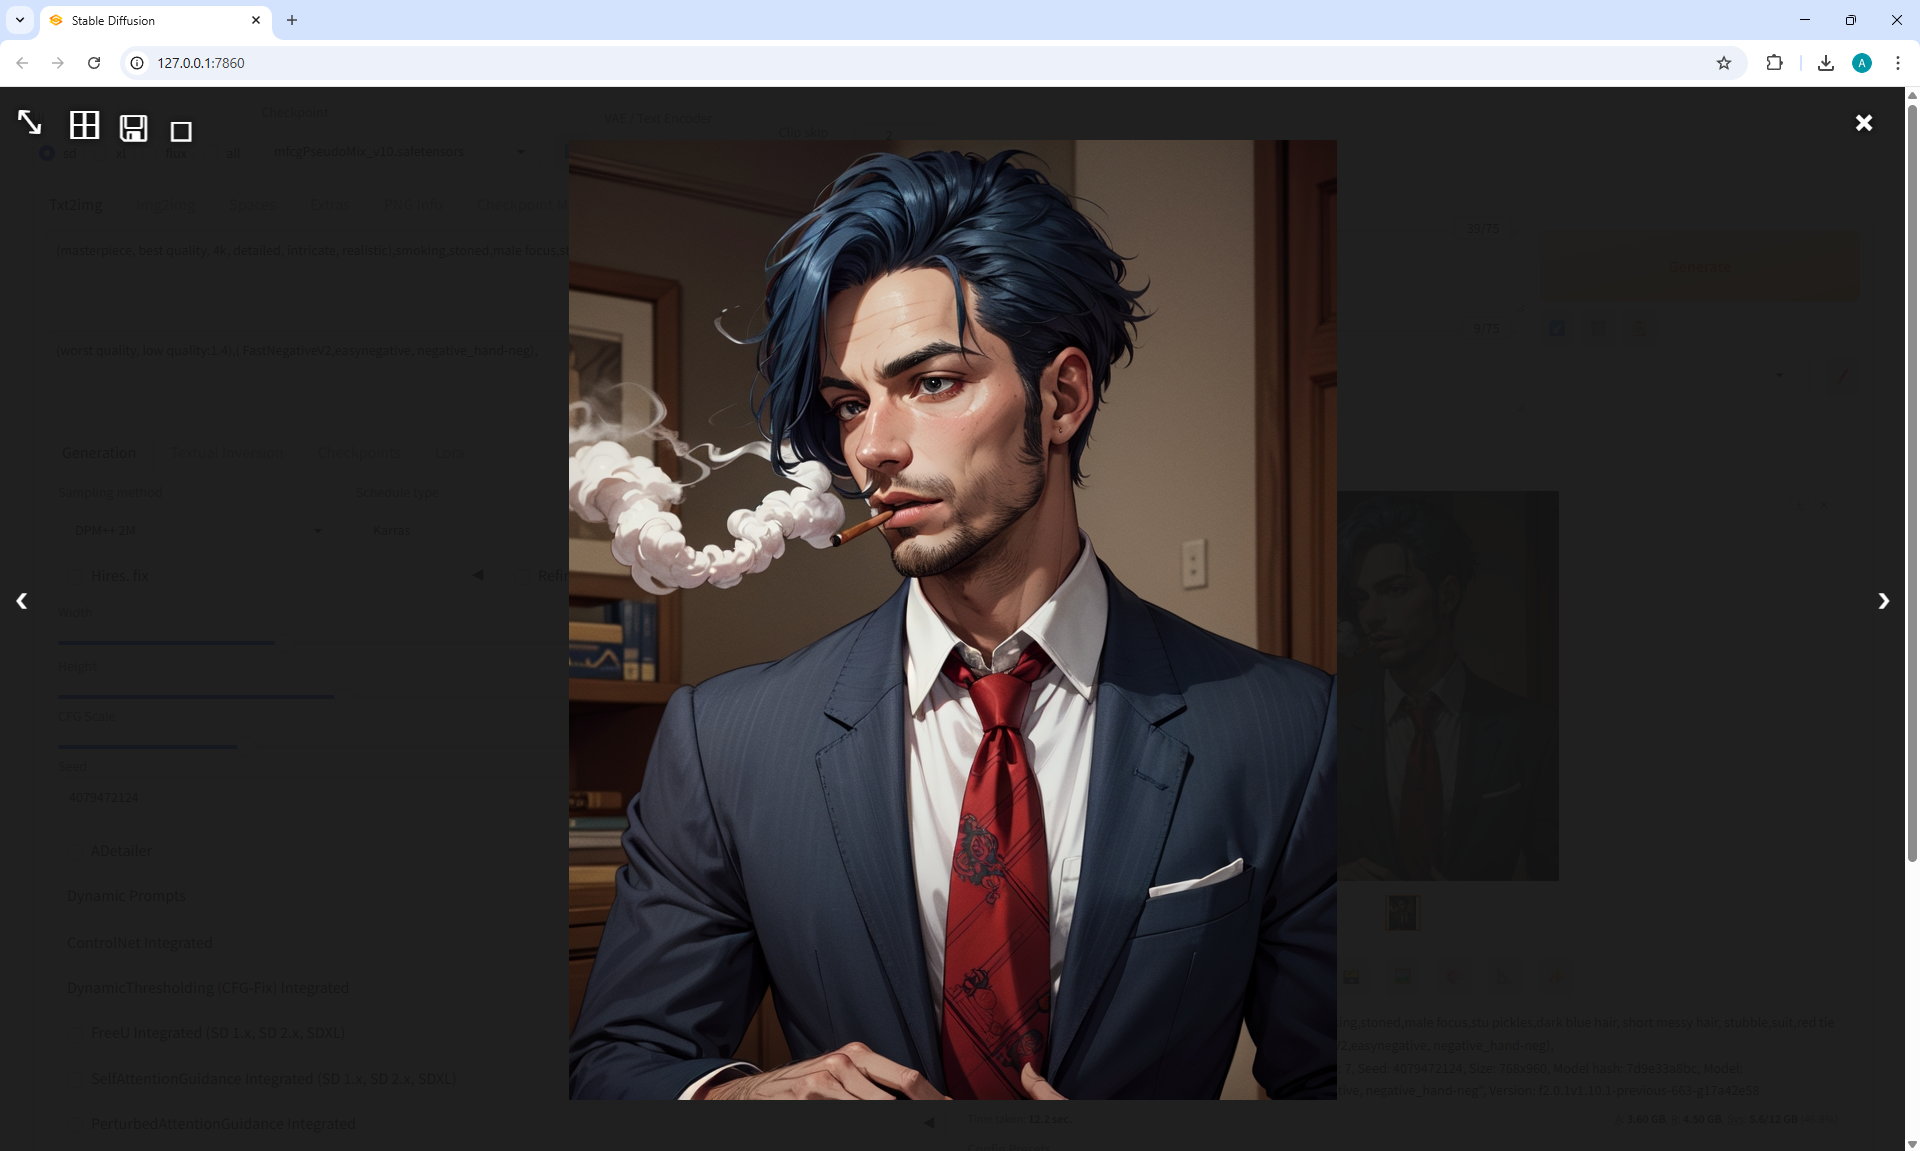 Stable Diffusion
127.0.0.1:7860
Checkpoint
VAE / Text Encoder
Clip skip
2
sd xl flux all
mfcgPseudoMix_v10.safetensors
Txt2img Img2img Spaces Extras PNG Info Checkpoint M
(masterpiece, best quality, 4k, detailed, intricate, realistic),smoking,stoned,male focus,st
39/75
Generate
9/75
(worst quality, low quality:1.4),( FastNegativeV2,easynegative, negative_hand-neg),
Generation Textual Inversion Checkpoints Lora
Sampling method
Schedule type
DPM++ 2M
Karras
Hires. fix
Refin
Width
Height
CFG Scale
Seed
4079472124
ADetailer
Dynamic Prompts
ControlNet Integrated
DynamicThresholding (CFG-Fix) Integrated
FreeU Integrated (SD 1.x, SD 2.x, SDXL)
SelfAttentionGuidance Integrated (SD 1.x, SD 2.x, SDXL)
PerturbedAttentionGuidance Integrated
ing,stoned,male focus,stu pickles,dark blue hair, short messy hair, stubble,suit,red tie
2,easynegative, negative_hand-neg),
7, Seed: 4079472124, Size: 768x960, Model hash: 7d9e33a8bc, Model:
ive, negative_hand-neg", Version: f2.0.1v1.10.1-previous-663-g17a42e58
Time taken: 12.2 sec.
A: 3.60 GB, R: 4.50 GB, Sys: 5.6/12 GB